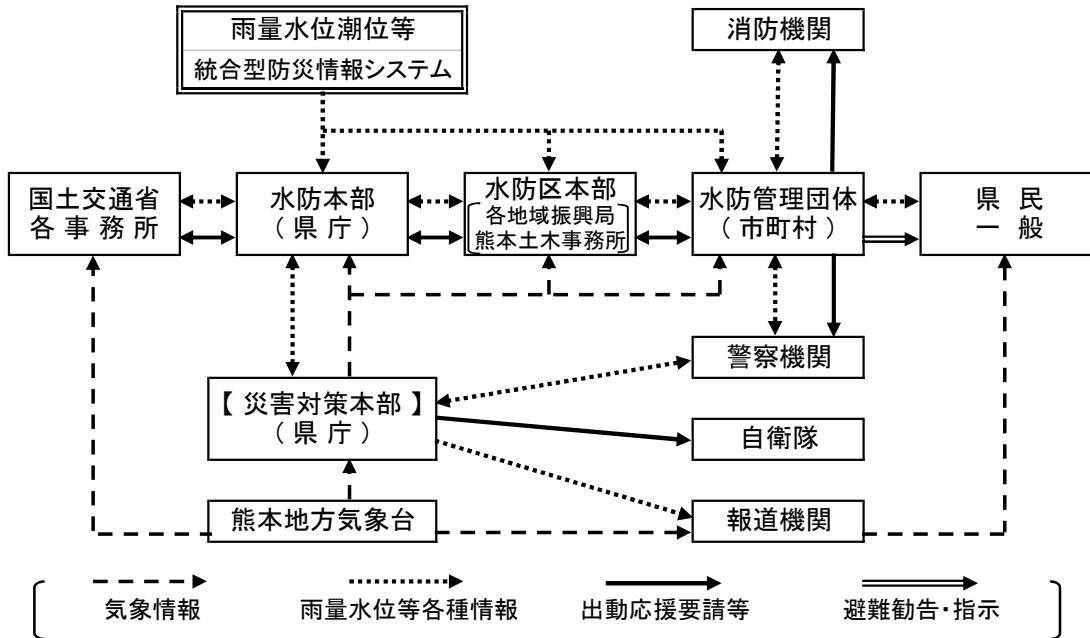 雨量水位潮位等
統合型防災情報システム
消防機関
国土交通省
各事務所
水防本部
(県庁)
水防区本部
各地域振興局
熊本土木事務所
水防管理団体
(市町村)
県民
一般
警察機関
【災害対策本部】
(県庁)
自衛隊
熊本地方気象台
報道機関
気象情報
雨量水位等各種情報
出動応援要請等
避難勧告・指示